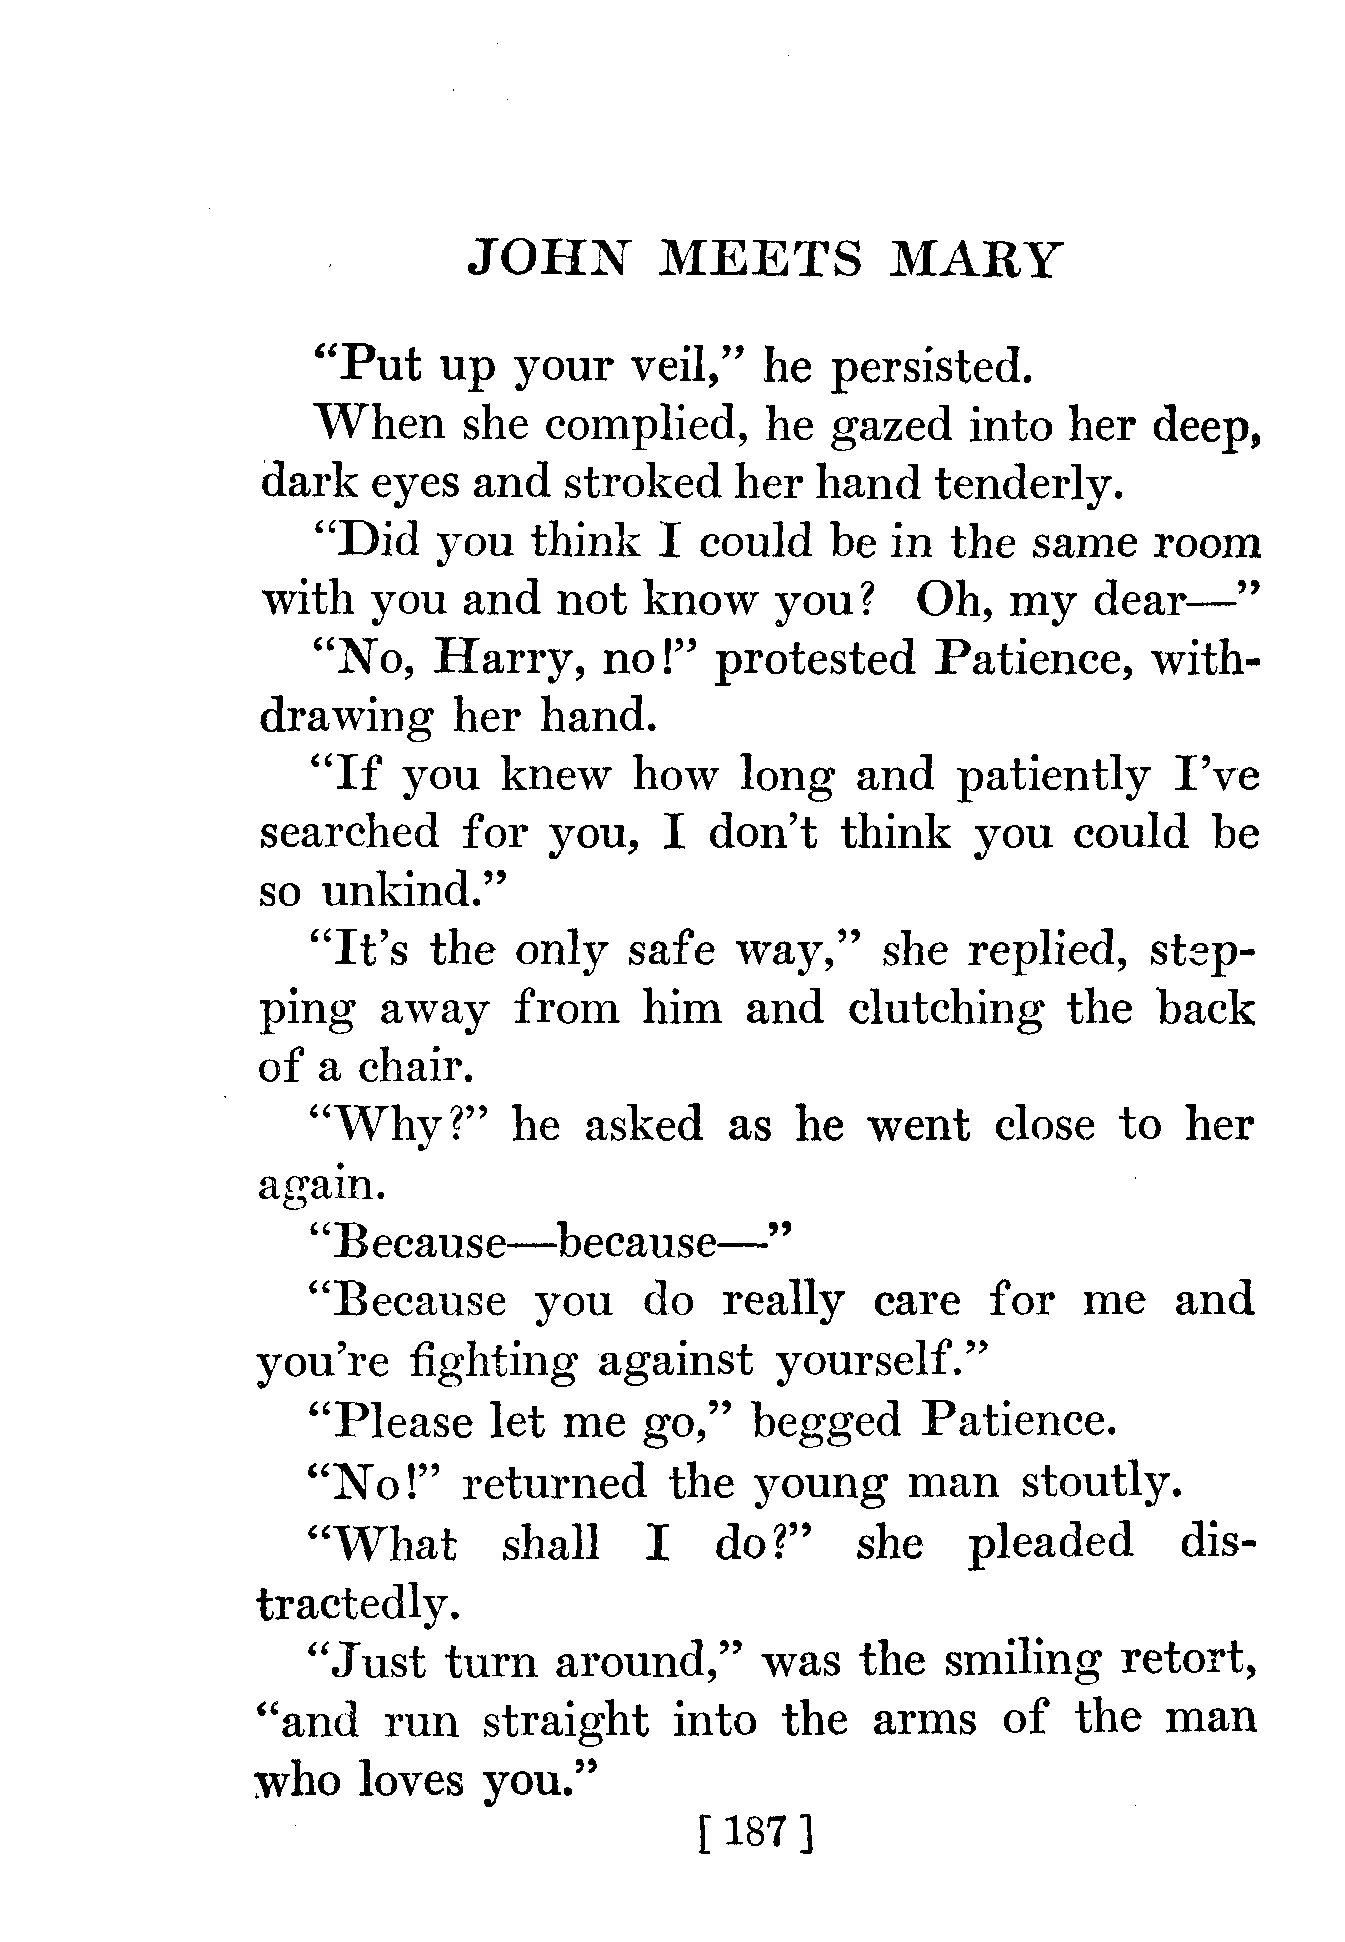 JOHN MEETS MARY
“Put up your veil,” he persisted.
When she complied, he gazed into her deep,
dark eyes and stroked her hand tenderly.
“Did you think I could be in the same room
with you and not know you? Oh, my dear—”
“No, Harry, no!” protested Patience, with-
drawing her hand.
“If you knew how long and patiently I’ve
searched for you, I don’t think you could be
so unkind.”
“It’s the only safe way,” she replied, step-
ping away from him and clutching the back
of a chair.
“Why?” he asked as he went close to her
again.
“Because—because—”
“Because you do really care for me and
you’re fighting against yourself.”
“Please let me go,” begged Patience.
“No!” returned the young man stoutly.
“What shall I do?” she pleaded dis-
tractedly.
“Just turn around,” was the smiling retort,
“and run straight into the arms of the man
who loves you.”
[ 187 ]